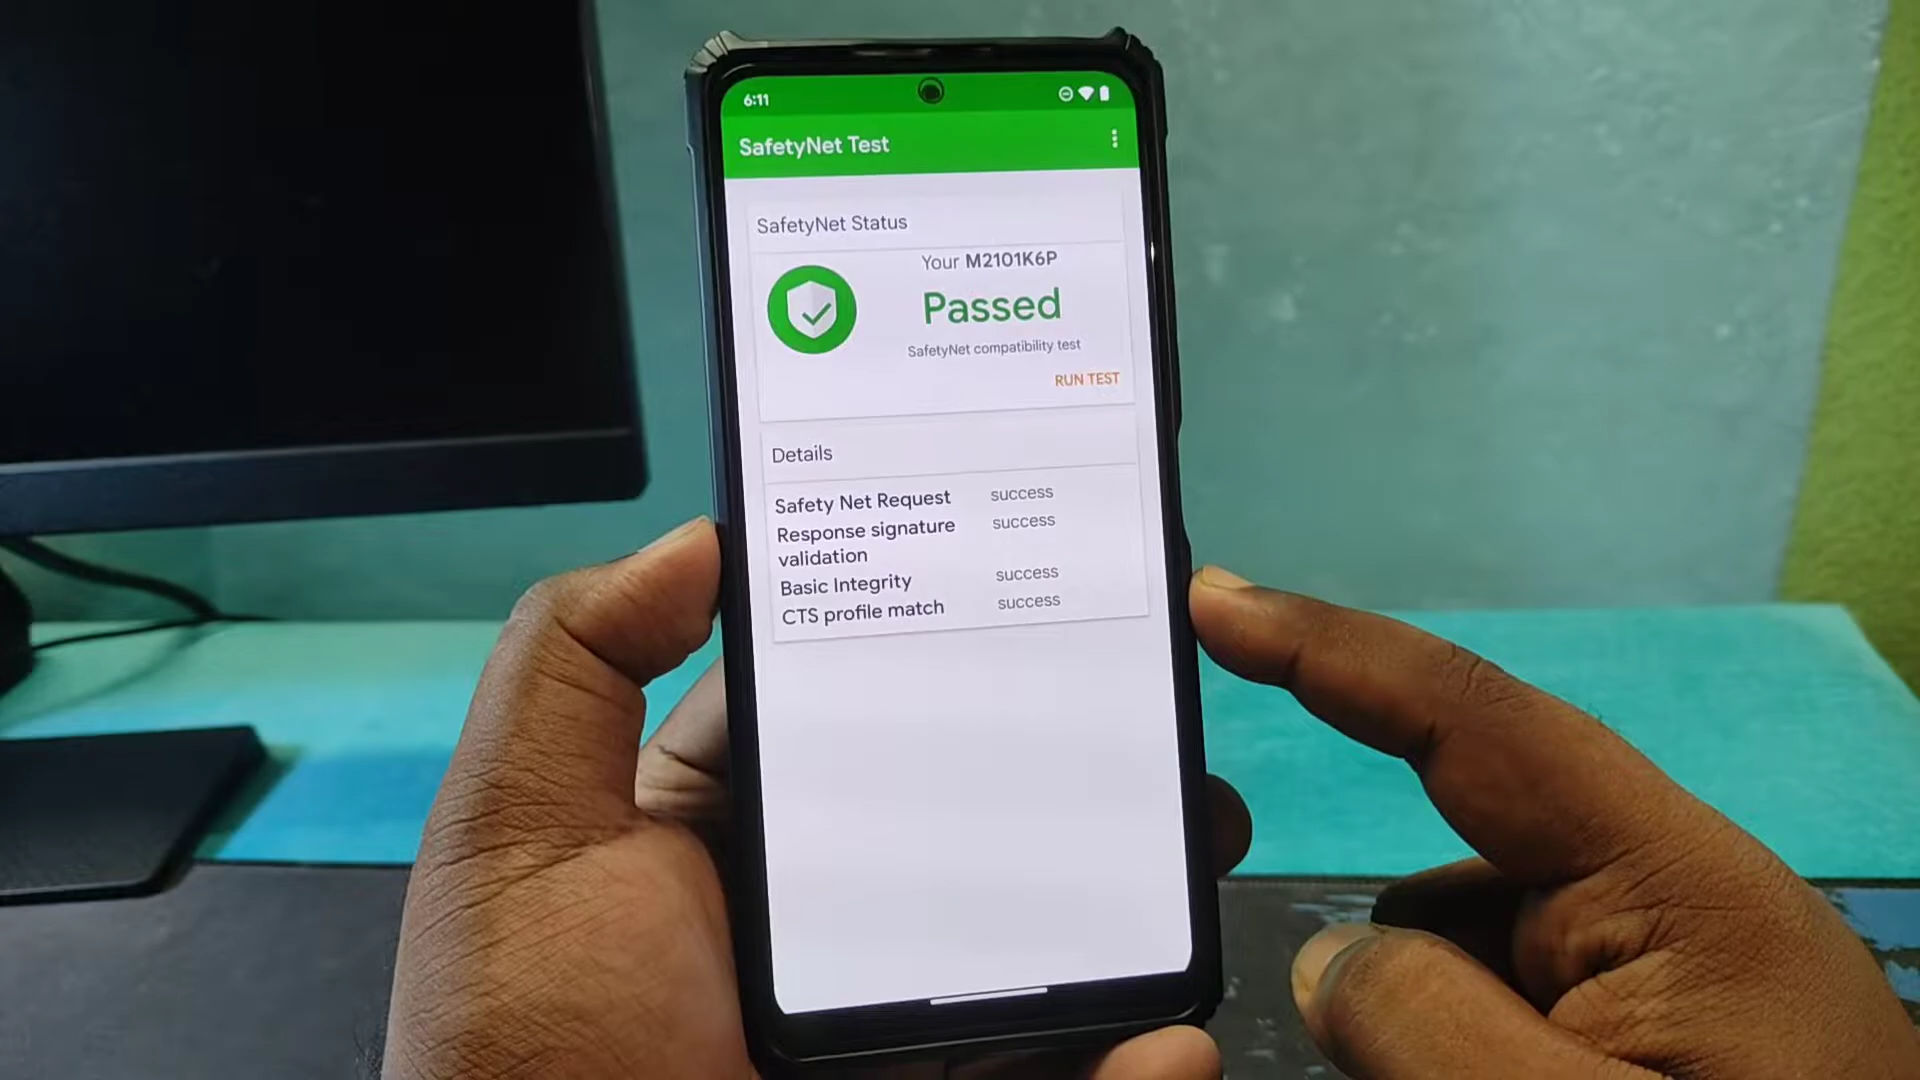 6:11
SafetyNet Test
SafetyNet Status
Your M2101K6P
Passed
SafetyNet compatibility test
RUN TEST
Details
Safety Net Request success
Response signature success
validation
Basic Integrity success
CTS profile match success